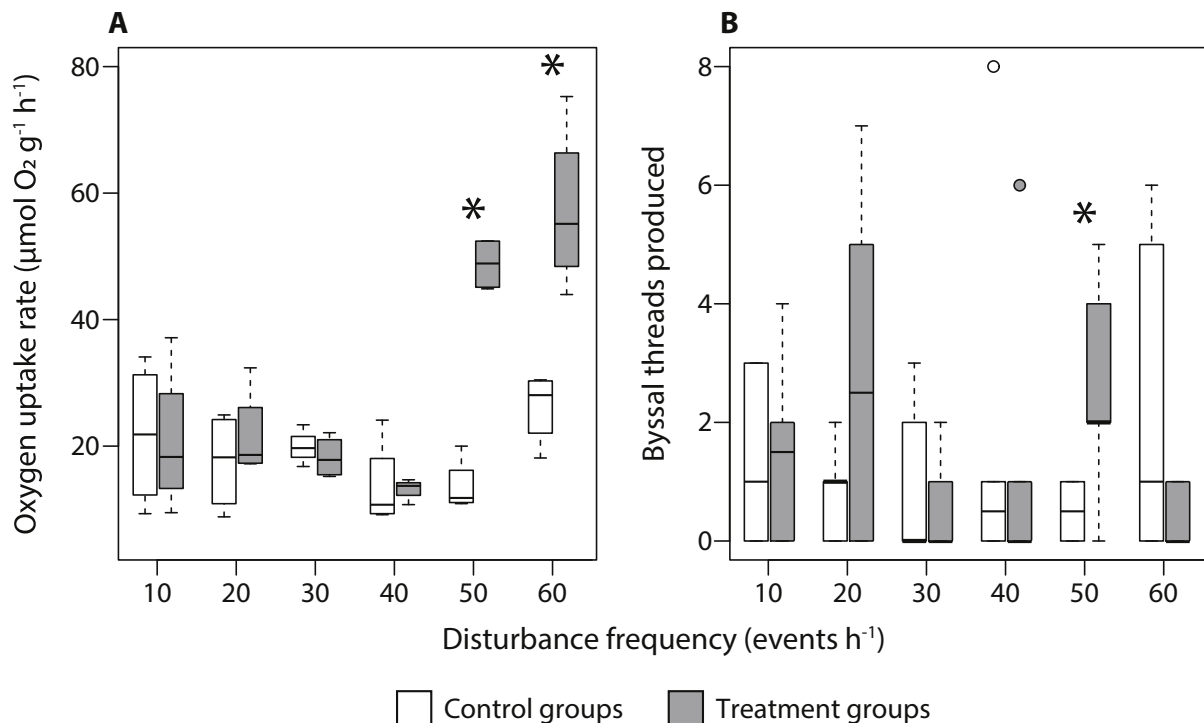 A
B
Oxygen uptake rate (µmol O₂ g⁻¹ h⁻¹)
80
60
40
20
*
*
10 20 30 40 50 60
Byssal threads produced
8
6
4
2
0
*
10 20 30 40 50 60
Disturbance frequency (events h⁻¹)
Control groups
Treatment groups